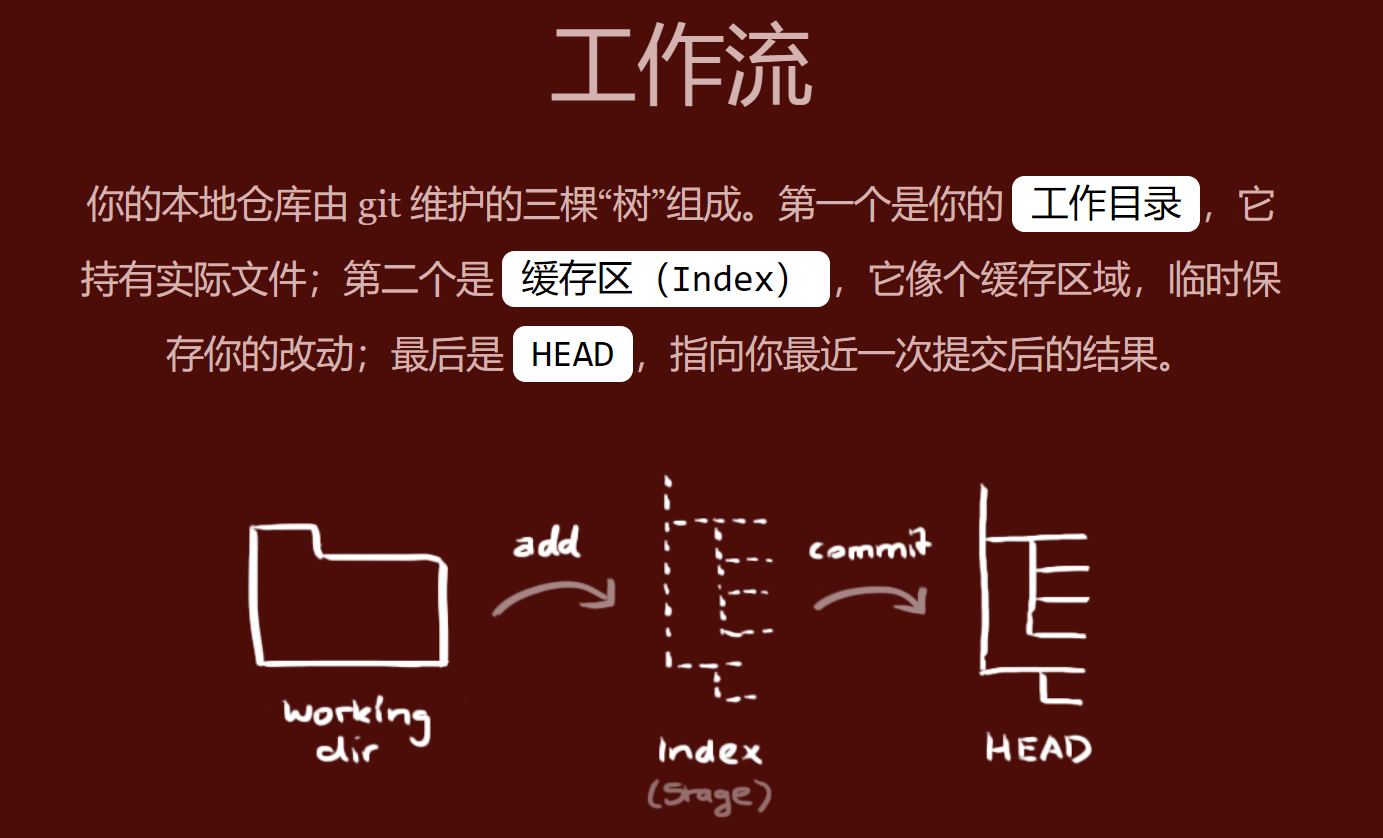 工作流
你的本地仓库由 git 维护的三棵“树”组成。第一个是你的 工作目录，它
持有实际文件；第二个是 缓存区（Index），它像个缓存区域，临时保
存你的改动；最后是 HEAD，指向你最近一次提交后的结果。
add
commit
working
dir
Index
(Stage)
HEAD